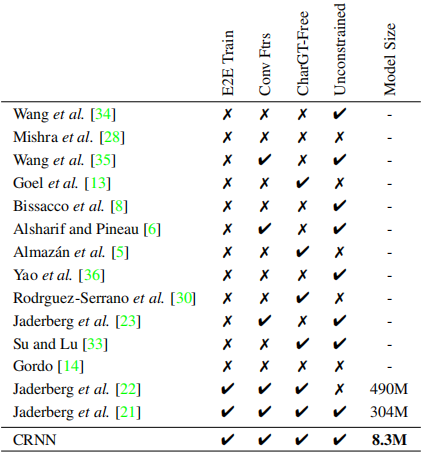 E2E Train Conv Ftrs CharGT-Free Unconstrained Model Size
Wang et al. [34] ✗ ✗ ✗ ✔ -
Mishra et al. [28] ✗ ✗ ✗ ✗ -
Wang et al. [35] ✗ ✔ ✗ ✔ -
Goel et al. [13] ✗ ✗ ✔ ✗ -
Bissacco et al. [8] ✗ ✗ ✗ ✔ -
Alsharif and Pineau [6] ✗ ✔ ✗ ✔ -
Almazán et al. [5] ✗ ✗ ✔ ✗ -
Yao et al. [36] ✗ ✗ ✗ ✔ -
Rodrguez-Serrano et al. [30] ✗ ✗ ✔ ✗ -
Jaderberg et al. [23] ✗ ✔ ✗ ✔ -
Su and Lu [33] ✗ ✗ ✔ ✔ -
Gordo [14] ✗ ✗ ✗ ✗ -
Jaderberg et al. [22] ✔ ✔ ✔ ✗ 490M
Jaderberg et al. [21] ✔ ✔ ✔ ✔ 304M
CRNN ✔ ✔ ✔ ✔ 8.3M